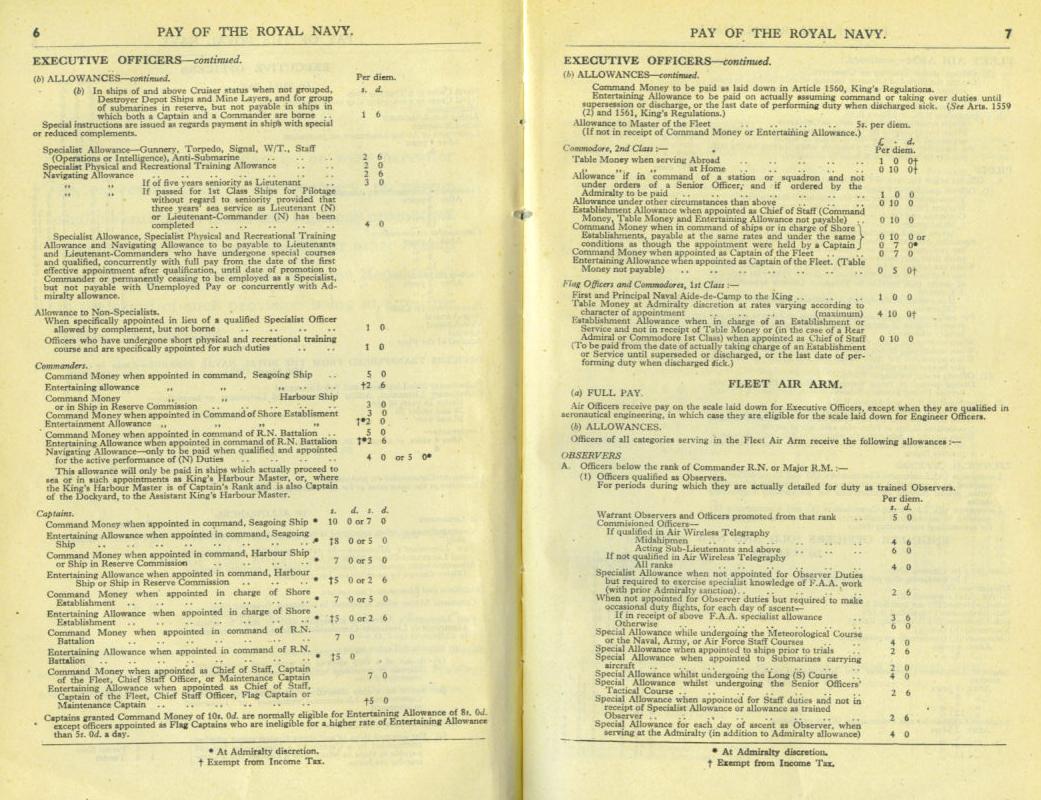 6
PAY OF THE ROYAL NAVY.
EXECUTIVE OFFICERS—continued.
(b) ALLOWANCES—continued. Per diem.
s. d.
(b) In ships of and above Cruiser status when not grouped,
Destroyer Depot Ships and Mine Layers, and for group
of submarines in reserve, but not payable in ships in
which both a Captain and a Commander are borne .. 1 6
Special instructions are issued as regards payment in ships with special
or reduced complements.
Specialist Allowance—Gunnery, Torpedo, Signal, W/T., Staff
(Operations or Intelligence), Anti-Submarine .. .. .. 2 6
Specialist Physical and Recreational Training Allowance .. 2 0
Navigating Allowance .. .. .. .. .. .. 2 6
„ „ If of five years seniority as Lieutenant .. 3 0
„ „ If passed for 1st Class Ships for Pilotage
without regard to seniority provided that
three years' sea service as Lieutenant (N)
or Lieutenant-Commander (N) has been
completed .. .. .. .. .. 4 0
Specialist Allowance, Specialist Physical and Recreational Training
Allowance and Navigating Allowance to be payable to Lieutenants
and Lieutenant-Commanders who have undergone special courses
and qualified, concurrently with full pay from the date of the first
effective appointment after qualification, until date of promotion to
Commander or permanently ceasing to be employed as a Specialist,
but not payable with Unemployed Pay or concurrently with Ad-
miralty allowance.
Allowance to Non-Specialists.
When specifically appointed in lieu of a qualified Specialist Officer
allowed by complement, but not borne .. .. .. .. 1 0
Officers who have undergone short physical and recreational training
course and are specifically appointed for such duties .. .. 1 0
Commanders.
Command Money when appointed in command, Seagoing Ship .. 5 0
Entertaining allowance „ „ „ .. .. †2 6
Command Money „ „ Harbour Ship
or in Ship in Reserve Commission .. .. .. .. .. 3 0
Command Money when appointed in Command of Shore Establishment 3 0
Entertainment Allowance „ „ „ „ †*2 0
Command Money when appointed in command of R.N. Battalion .. 5 0
Entertaining Allowance when appointed in command of R.N. Battalion †*2 6
Navigating Allowance—only to be paid when qualified and appointed
for the active performance of (N) Duties .. .. .. .. 4 0 or 5 0*
This allowance will only be paid in ships which actually proceed to
sea or in such appointments as King's Harbour Master, or, where
the King's Harbour Master is of Captain's Rank and is also Captain
of the Dockyard, to the Assistant King's Harbour Master.
Captains. s. d. s. d.
Command Money when appointed in command, Seagoing Ship * 10 0 or 7 0
Entertaining Allowance when appointed in command, Seagoing
Ship .. .. .. .. .. .. .. * †8 0 or 5 0
Command Money when appointed in command, Harbour Ship
or Ship in Reserve Commission .. .. .. .. * 7 0 or 5 0
Entertaining Allowance when appointed in command, Harbour
Ship or Ship in Reserve Commission .. .. .. * †5 0 or 2 6
Command Money when appointed in charge of Shore
Establishment .. .. .. .. .. .. * 7 0 or 5 0
Entertaining Allowance when appointed in charge of Shore
Establishment .. .. .. .. .. .. * †5 0 or 2 6
Command Money when appointed in command of R.N.
Battalion .. .. .. .. .. .. 7 0
Entertaining Allowance when appointed in command of R.N.
Battalion .. .. .. .. .. .. * †5 0
Command Money when appointed as Chief of Staff, Captain
of the Fleet, Chief Staff Officer, or Maintenance Captain 7 0
Entertaining Allowance when appointed as Chief of Staff,
Captain of the Fleet, Chief Staff Officer, Flag Captain or
Maintenance Captain .. .. .. .. .. †5 0
* Captains granted Command Money of 10s. 0d. are normally eligible for Entertaining Allowance of 8s. 0d.
except officers appointed as Flag Captains who are ineligible for a higher rate of Entertaining Allowance
than 5s. 0d. a day.
* At Admiralty discretion.
† Exempt from Income Tax.
PAY OF THE ROYAL NAVY.
7
EXECUTIVE OFFICERS—continued.
(b) ALLOWANCES—continued.
Command Money to be paid as laid down in Article 1560, King's Regulations.
Entertaining Allowance to be paid on actually assuming command or taking over duties until
supersession or discharge, or the last date of performing duty when discharged sick. (See Arts. 1559
(2) and 1561, King's Regulations.)
Allowance to Master of the Fleet .. .. .. .. 5s. per diem.
(If not in receipt of Command Money or Entertaining Allowance.)
£ s. d.
Commodore, 2nd Class :— Per diem.
Table Money when serving Abroad .. .. .. .. 1 0 0†
„ „ „ at Home .. .. .. .. 0 10 0†
Allowance if in command of a station or squadron and not
under orders of a Senior Officer, and if ordered by the
Admiralty to be paid .. .. .. .. .. 1 0 0
Allowance under other circumstances than above .. .. 0 10 0
Establishment Allowance when appointed as Chief of Staff (Command
Money, Table Money and Entertaining Allowance not payable) .. 0 10 0
Command Money when in command of ships or in charge of Shore
Establishments, payable at the same rates and under the same 0 10 0 or
conditions as though the appointment were held by a Captain 0 7 0*
Command Money when appointed as Captain of the Fleet .. 0 7 0
Entertaining Allowance when appointed as Captain of the Fleet. (Table
Money not payable) .. .. .. .. .. 0 5 0†
Flag Officers and Commodores, 1st Class :—
First and Principal Naval Aide-de-Camp to the King .. .. 1 0 0
Table Money at Admiralty discretion at rates varying according to
character of appointment .. .. .. (maximum) 4 10 0†
Establishment Allowance when in charge of an Establishment or
Service and not in receipt of Table Money or (in the case of a Rear
Admiral or Commodore 1st Class) when appointed as Chief of Staff 0 10 0
(To be paid from the date of actually taking charge of an Establishment
or Service until superseded or discharged, or the last date of per-
forming duty when discharged sick.)
FLEET AIR ARM.
(a) FULL PAY.
Air Officers receive pay on the scale laid down for Executive Officers, except when they are qualified in
aeronautical engineering, in which case they are eligible for the scale laid down for Engineer Officers.
(b) ALLOWANCES.
Officers of all categories serving in the Fleet Air Arm receive the following allowances :—
OBSERVERS
A. Officers below the rank of Commander R.N. or Major R.M. :—
(1) Officers qualified as Observers.
For periods during which they are actually detailed for duty as trained Observers.
Per diem.
s. d.
Warrant Observers and Officers promoted from that rank .. 5 0
Commisioned Officers—
If qualified in Air Wireless Telegraphy
Midshipmen .. .. .. .. .. 4 6
Acting Sub-Lieutenants and above .. .. .. 6 0
If not qualified in Air Wireless Telegraphy
All ranks .. .. .. .. .. 4 0
Specialist Allowance when not appointed for Observer Duties
but required to exercise specialist knowledge of F.A.A. work
(with prior Admiralty sanction) .. .. .. .. 2 6
When not appointed for Observer duties but required to make
occasional duty flights, for each day of ascent—
If in receipt of above F.A.A. specialist allowance .. 3 6
Otherwise .. .. .. .. .. .. 6 0
Special Allowance while undergoing the Meteorological Course
or the Naval, Army, or Air Force Staff Courses .. .. 4 0
Special Allowance when appointed to ships prior to trials .. 2 6
Special Allowance when appointed to Submarines carrying
aircraft .. .. .. .. .. .. 2 0
Special Allowance whilst undergoing the Long (S) Course .. 4 0
Special Allowance whilst undergoing the Senior Officers'
Tactical Course .. .. .. .. .. .. 2 6
Special Allowance when appointed for Staff duties and not in
receipt of Specialist Allowance or allowance as trained
Observer .. .. .. .. .. .. 2 6
Special Allowance for each day of ascent as Observer, when
serving at the Admiralty (in addition to Admiralty allowance) 4 0
* At Admiralty discretion.
† Exempt from Income Tax.